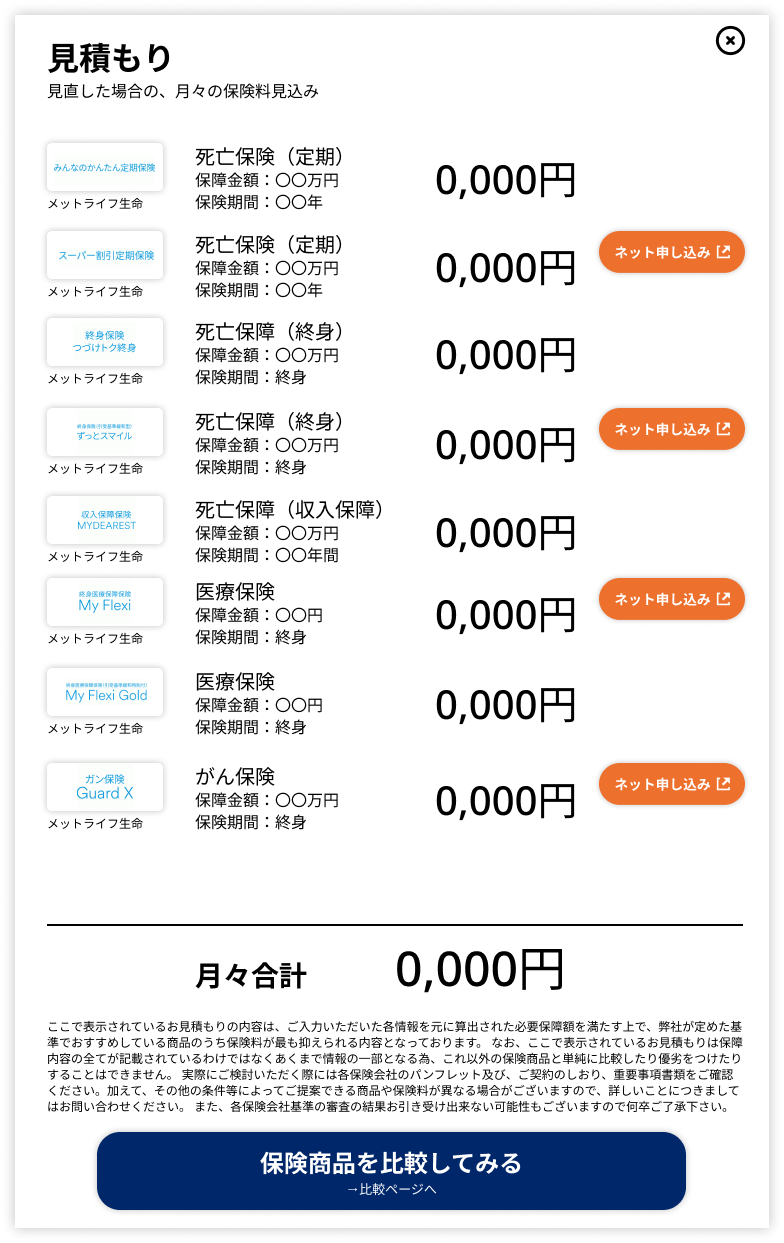 見積もり
見直した場合の、月々の保険料見込み
みんなのかんたん定期保険
メットライフ生命
死亡保険（定期）
保障金額：〇〇万円
保険期間：〇〇年
0,000円
スーパー割引定期保険
メットライフ生命
死亡保険（定期）
保障金額：〇〇万円
保険期間：〇〇年
0,000円
ネット申し込み
終身保険
つづけトク終身
メットライフ生命
死亡保障（終身）
保障金額：〇〇万円
保険期間：終身
0,000円
終身保険(引受基準緩和型)
ずっとスマイル
メットライフ生命
死亡保障（終身）
保障金額：〇〇万円
保険期間：終身
0,000円
ネット申し込み
収入保障保険
MYDEAREST
メットライフ生命
死亡保障（収入保障）
保障金額：〇〇万円
保険期間：〇〇年間
0,000円
終身医療保障保険
My Flexi
メットライフ生命
医療保険
保障金額：〇〇円
保険期間：終身
0,000円
ネット申し込み
My Flexi Gold
メットライフ生命
医療保険
保障金額：〇〇円
保険期間：終身
0,000円
ガン保険
Guard X
メットライフ生命
がん保険
保障金額：〇〇万円
保険期間：終身
0,000円
ネット申し込み
月々合計
0,000円
ここで表示されているお見積もりの内容は、ご入力いただいた各情報を元に算出された必要保障額を満たす上で、弊社が定めた基
準でおすすめしている商品のうち保険料が最も抑えられる内容となっております。 なお、ここで表示されているお見積もりは保障
内容の全てが記載されているわけではなくあくまで情報の一部となる為、これ以外の保険商品と単純に比較したり優劣をつけたり
することはできません。 実際にご検討いただく際には各保険会社のパンフレット及び、ご契約のしおり、重要事項書類をご確認
ください。加えて、その他の条件等によってご提案できる商品や保険料が異なる場合がございますので、詳しいことにつきまして
はお問い合わせください。 また、各保険会社基準の審査の結果お引き受け出来ない可能性もございますので何卒ご了承下さい。
保険商品を比較してみる
→比較ページへ